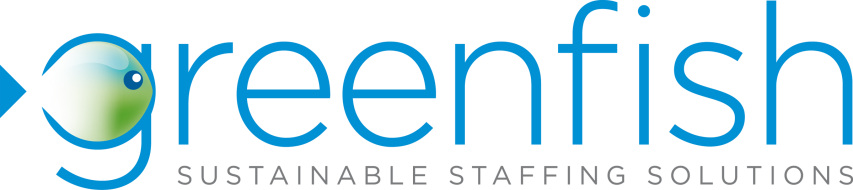 greenfish
SUSTAINABLE STAFFING SOLUTIONS